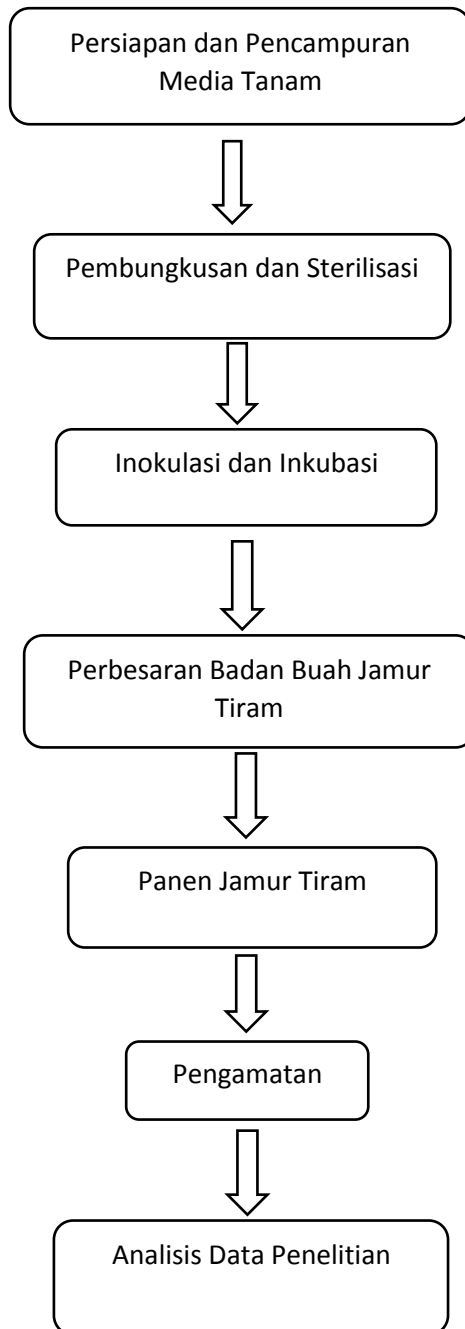 Persiapan dan Pencampuran
Media Tanam
Pembungkusan dan Sterilisasi
Inokulasi dan Inkubasi
Perbesaran Badan Buah Jamur
Tiram
Panen Jamur Tiram
Pengamatan
Analisis Data Penelitian